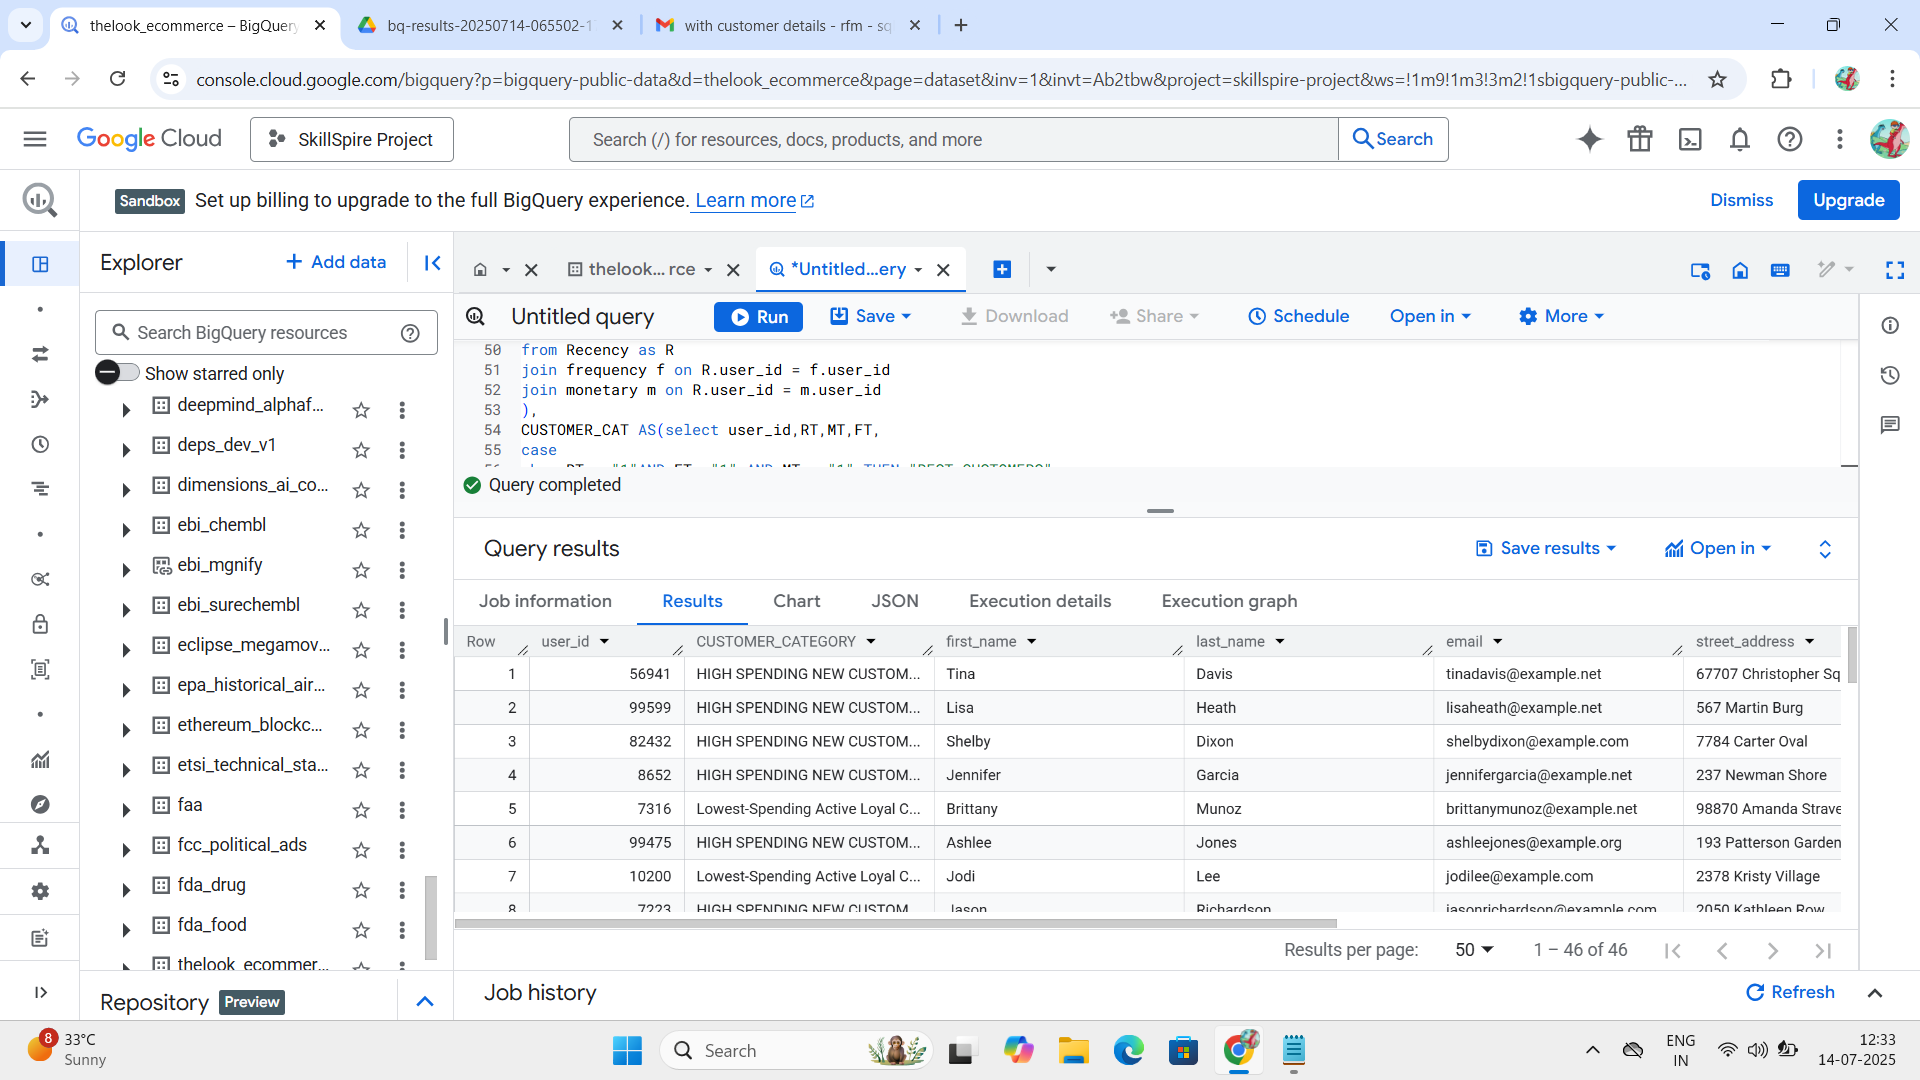 thelook_ecommerce – BigQuery
bq-results-20250714-065502-1
with customer details - rfm - sq
console.cloud.google.com/bigquery?p=bigquery-public-data&d=thelook_ecommerce&page=dataset&inv=1&invt=Ab2tbw&project=skillspire-project&ws=!1m9!1m3!3m2!1sbigquery-public-...
Google Cloud
SkillSpire Project
Search (/) for resources, docs, products, and more
Search
Sandbox
Set up billing to upgrade to the full BigQuery experience. Learn more
Dismiss
Upgrade
Explorer
+ Add data
thelook... rce
*Untitled...ery
Search BigQuery resources
Show starred only
deepmind_alphaf...
deps_dev_v1
dimensions_ai_co...
ebi_chembl
ebi_mgnify
ebi_surechembl
eclipse_megamov...
epa_historical_air...
ethereum_blockc...
etsi_technical_sta...
faa
fcc_political_ads
fda_drug
fda_food
thelook_ecommer...
Repository Preview
Untitled query
Run
Save
Download
Share
Schedule
Open in
More
50 from Recency as R
51 join frequency f on R.user_id = f.user_id
52 join monetary m on R.user_id = m.user_id
53 ),
54 CUSTOMER_CAT AS(select user_id,RT,MT,FT,
55 case
Query completed
Query results
Save results
Open in
Job information Results Chart JSON Execution details Execution graph
Row user_id CUSTOMER_CATEGORY first_name last_name email street_address
1 56941 HIGH SPENDING NEW CUSTOM... Tina Davis tinadavis@example.net 67707 Christopher Sq
2 99599 HIGH SPENDING NEW CUSTOM... Lisa Heath lisaheath@example.net 567 Martin Burg
3 82432 HIGH SPENDING NEW CUSTOM... Shelby Dixon shelbydixon@example.com 7784 Carter Oval
4 8652 HIGH SPENDING NEW CUSTOM... Jennifer Garcia jennifergarcia@example.net 237 Newman Shore
5 7316 Lowest-Spending Active Loyal C... Brittany Munoz brittanymunoz@example.net 98870 Amanda Strave
6 99475 HIGH SPENDING NEW CUSTOM... Ashlee Jones ashleejones@example.org 193 Patterson Garden
7 10200 Lowest-Spending Active Loyal C... Jodi Lee jodilee@example.com 2378 Kristy Village
8 7223 HIGH SPENDING NEW CUSTOM... Jason Richardson jasonrichardson@example.com 2050 Kathleen Row
Results per page: 50 1 – 46 of 46
Job history
Refresh
8
33°C
Sunny
Search
ENG
IN
12:33
14-07-2025